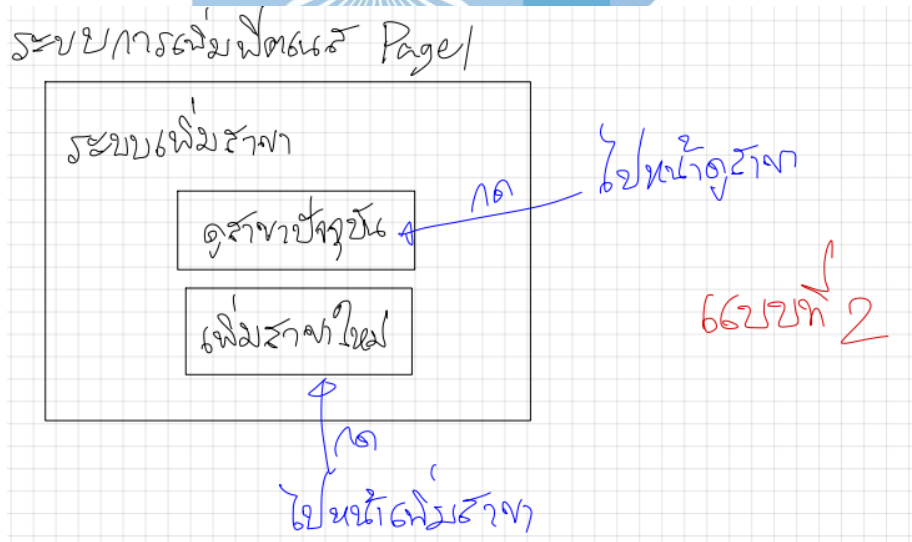 ระบบการเพิ่มฟิตเนส Page1
ระบบเพิ่มสาขา
ไปหน้าดูสาขา
กด
ดูสาขาปัจจุบัน
แบบที่ 2
เพิ่มสาขาใหม่
กด
ไปหน้าเพิ่มสาขา